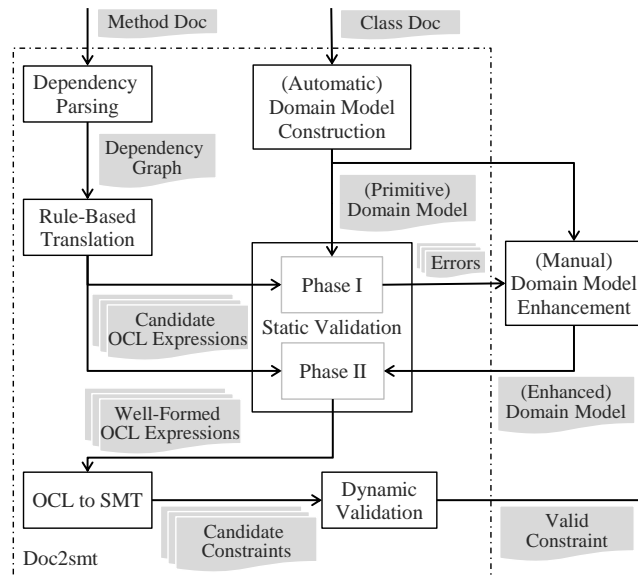 Method Doc
Class Doc
Dependency
Parsing
(Automatic)
Domain Model
Construction
Dependency
Graph
(Primitive)
Domain Model
Rule-Based
Translation
Errors
(Manual)
Domain Model
Enhancement
Phase I
Static Validation
Phase II
Candidate
OCL Expressions
Well-Formed
OCL Expressions
(Enhanced)
Domain Model
OCL to SMT
Dynamic
Validation
Candidate
Constraints
Valid
Constraint
Doc2smt